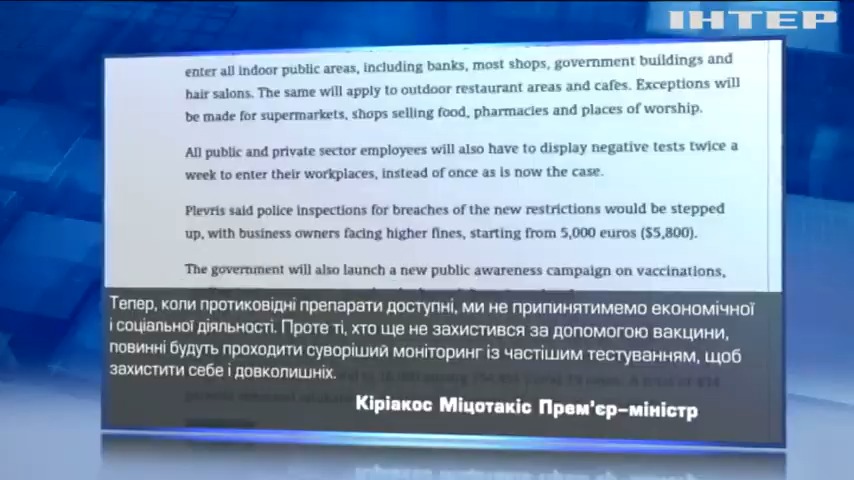 ІНТЕР
enter all indoor public areas, including banks, most shops, government buildings and
hair salons. The same will apply to outdoor restaurant areas and cafes. Exceptions will
be made for supermarkets, shops selling food, pharmacies and places of worship.
All public and private sector employees will also have to display negative tests twice a
week to enter their workplaces, instead of once as is now the case.
Plevris said police inspections for breaches of the new restrictions would be stepped
up, with business owners facing higher fines, starting from 5,000 euros ($5,800).
The government will also launch a new public awareness campaign on vaccinations,
Тепер, коли протиковідні препарати доступні, ми не припинятимемо економічної
і соціальної діяльності. Проте ті, хто ще не захистився за допомогою вакцини,
повинні будуть проходити суворіший моніторинг із частішим тестуванням, щоб
захистити себе і довколишніх.
Кіріакос Міцотакіс Прем'єр-міністр